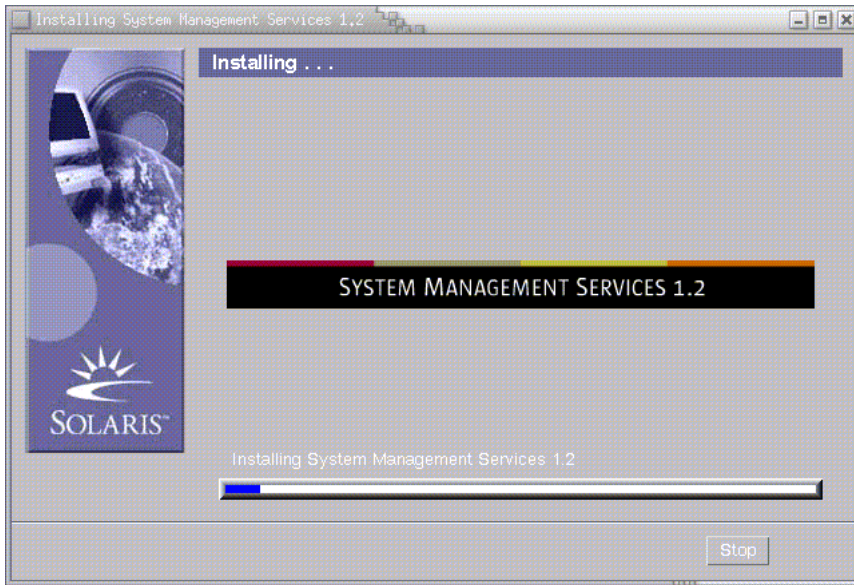 Installing System Management Services 1.2
Installing . . .
SYSTEM MANAGEMENT SERVICES 1.2
SOLARIS™
Installing System Management Services 1.2
Stop